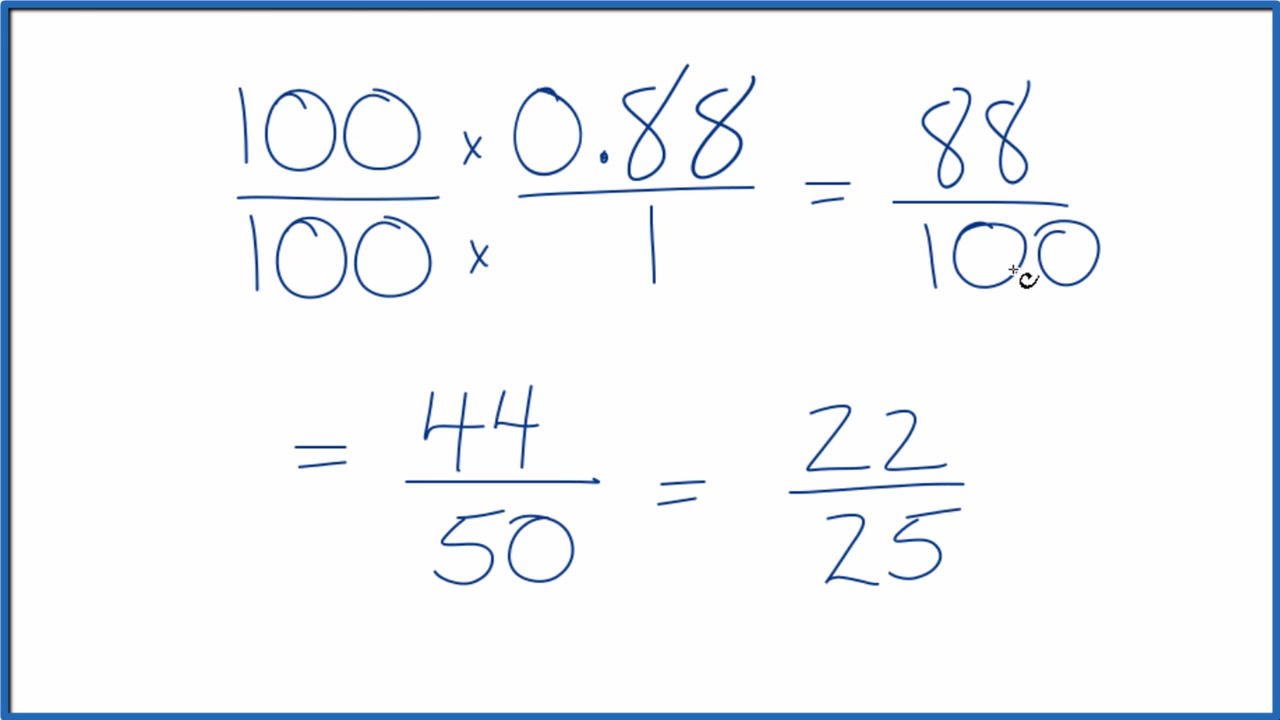 100 x 0.88 = 88
100 x 1 100
= 44 = 22
50 25